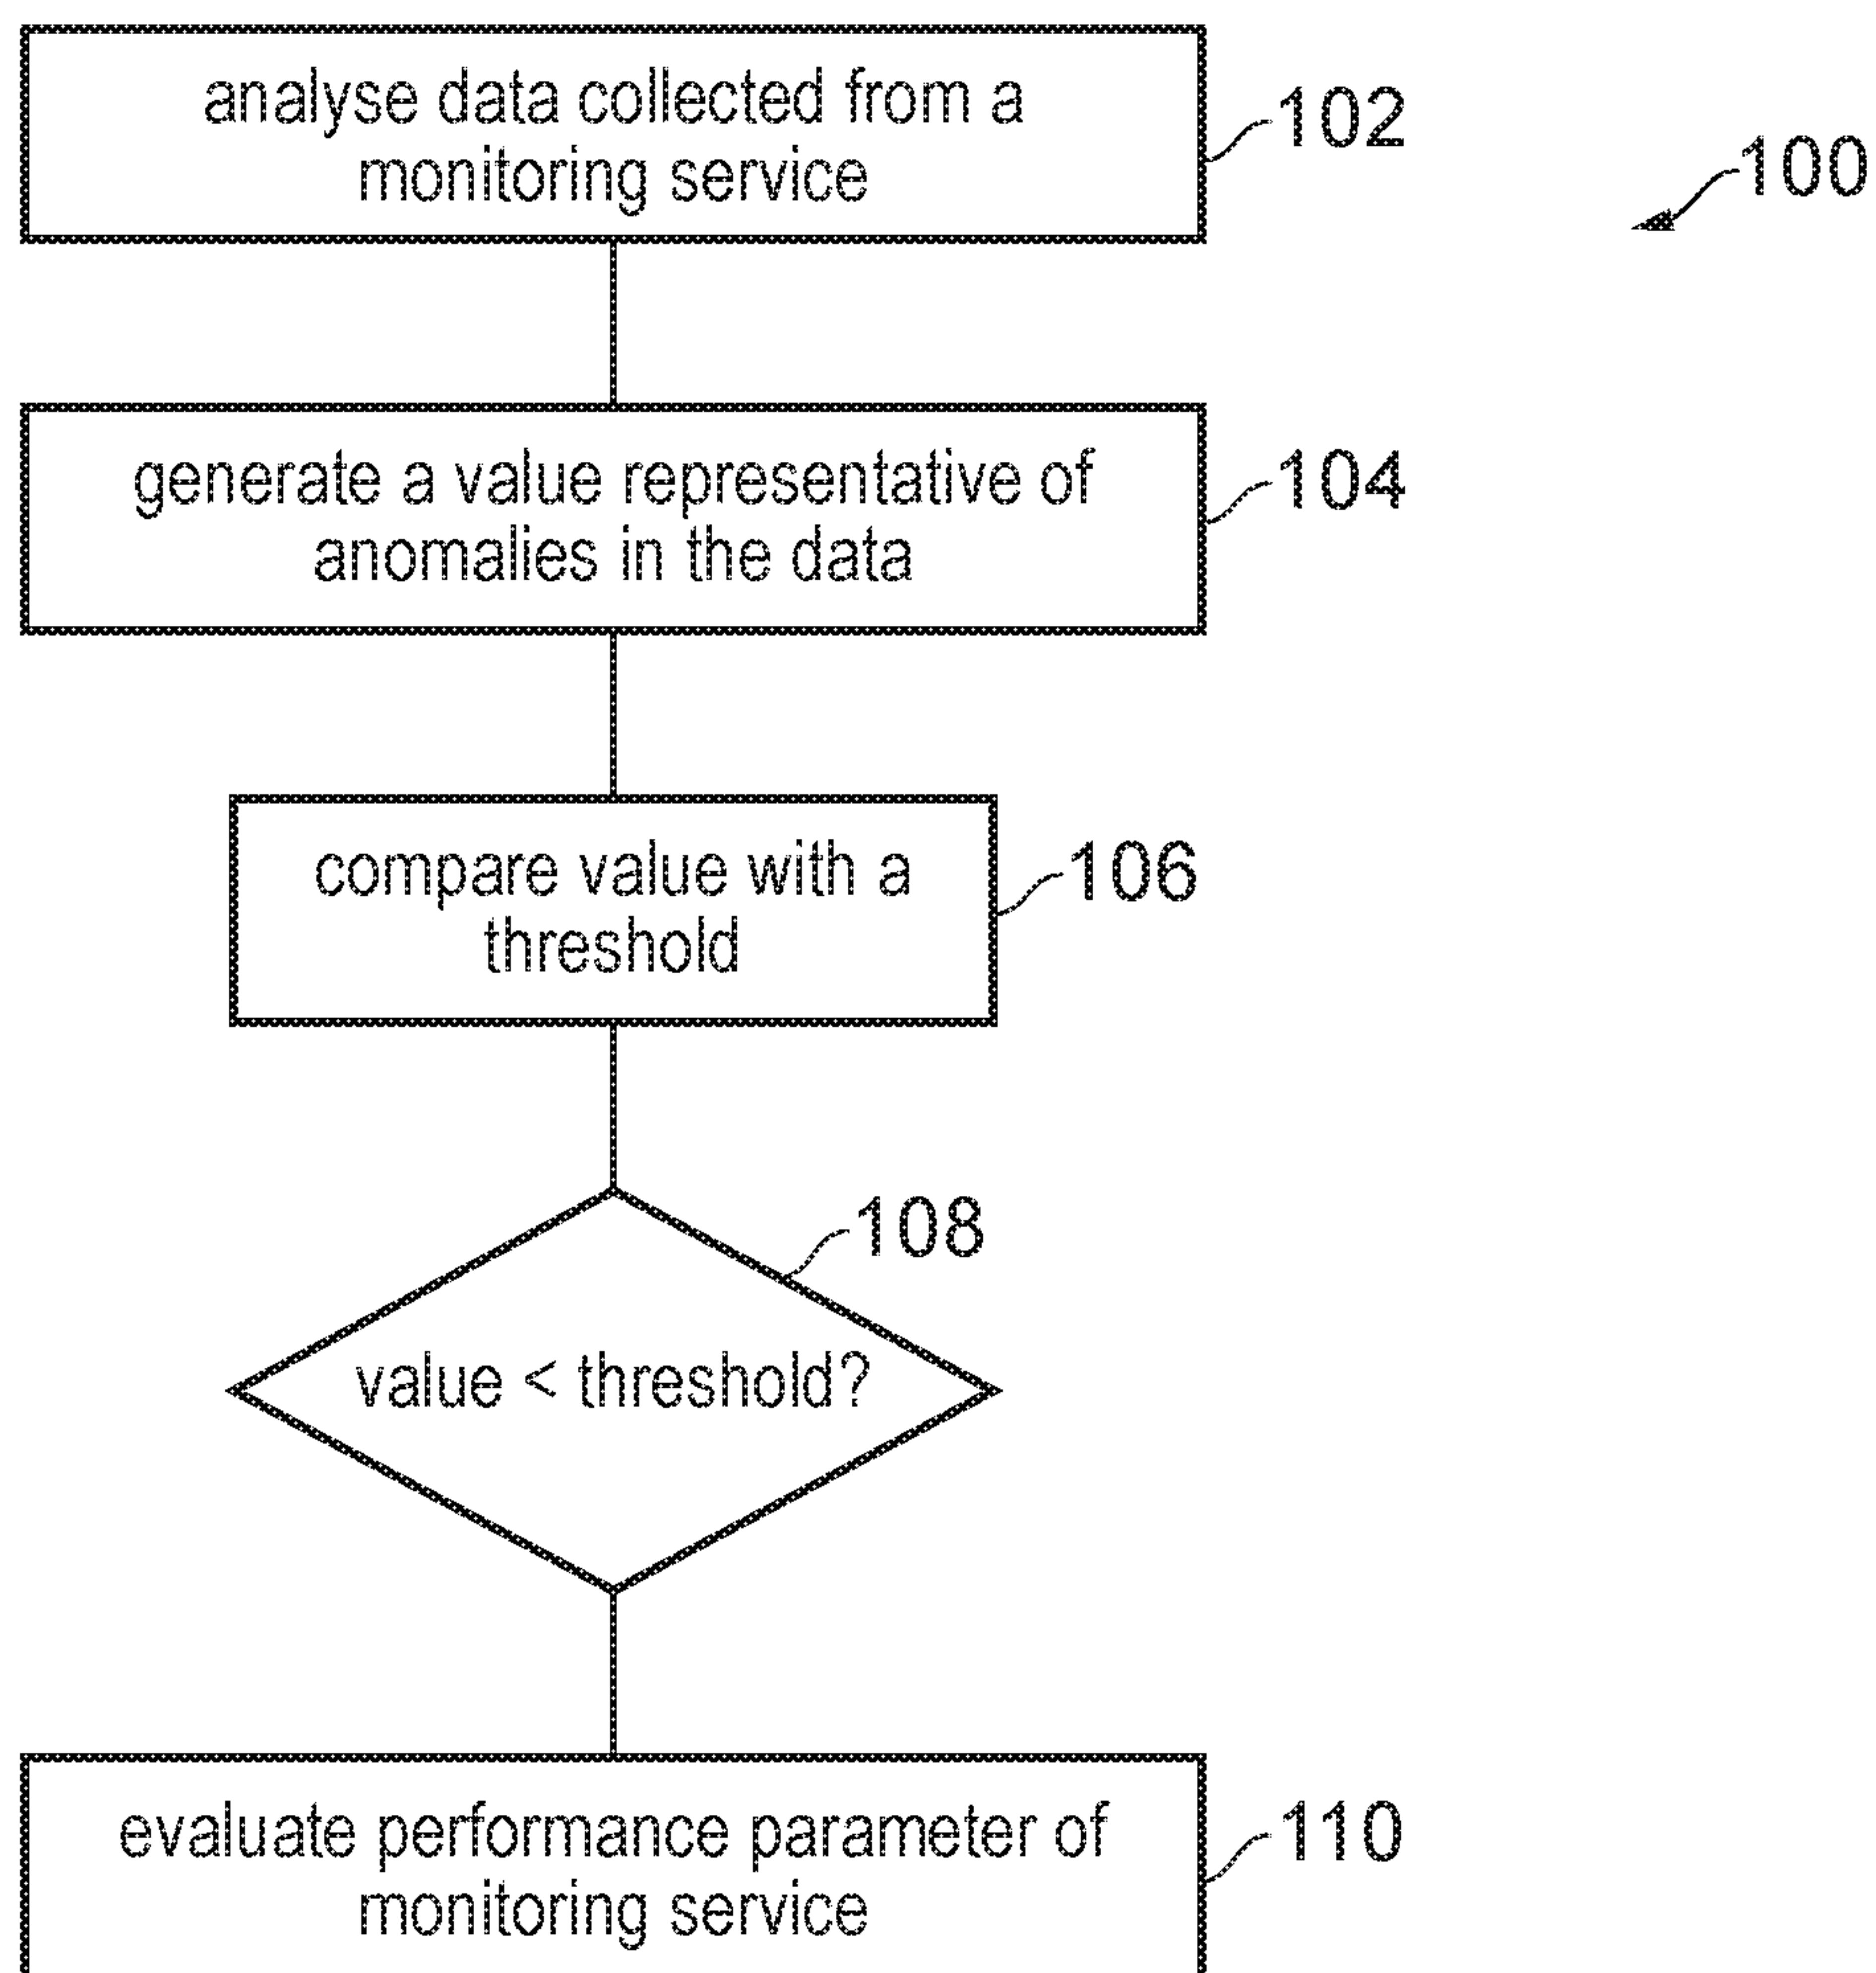 analyse data collected from a
monitoring service
102
100
generate a value representative of
anomalies in the data
104
compare value with a
threshold
106
108
value < threshold?
evaluate performance parameter of
monitoring service
110